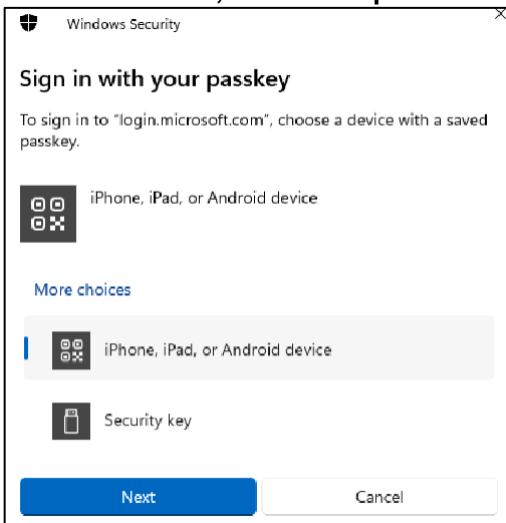 Windows Security
Sign in with your passkey
To sign in to "login.microsoft.com", choose a device with a saved
passkey.
iPhone, iPad, or Android device
More choices
iPhone, iPad, or Android device
Security key
Next Cancel